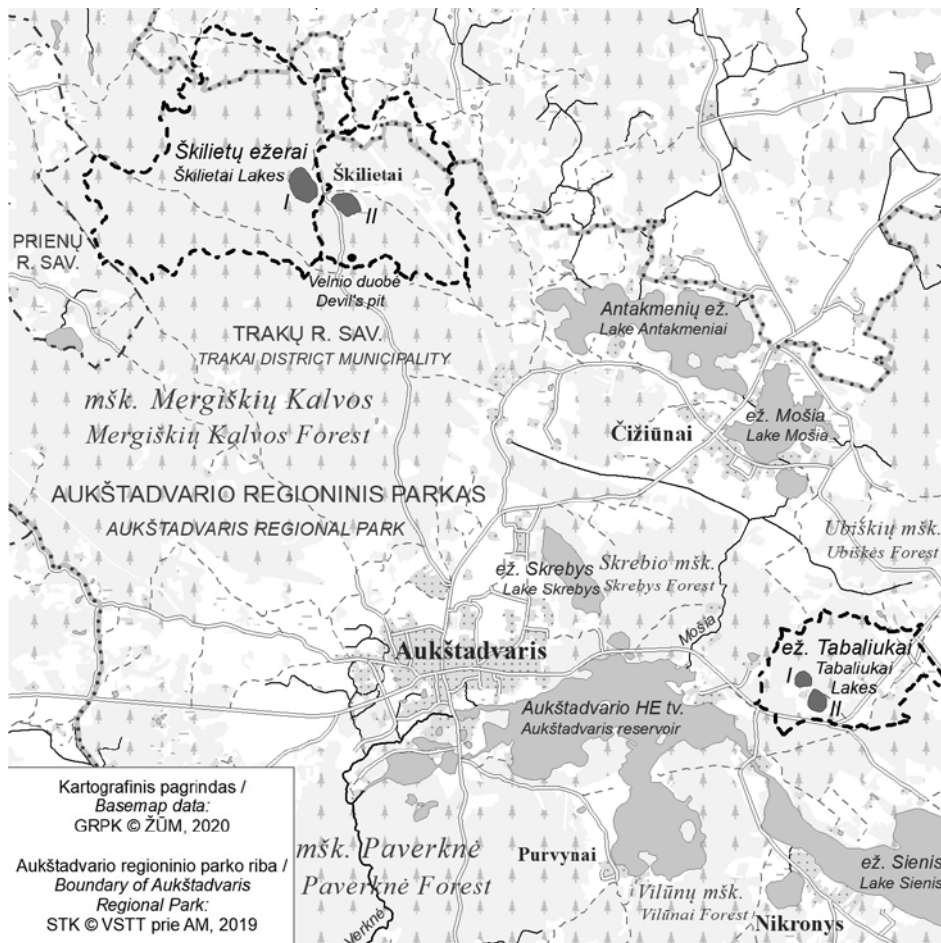 Škilietų ežerai
Škilietai Lakes
Škilietai
I
II
PRIENŲ
R. SAV.
Velnio duobė
Devil's pit
Antakmenių ež.
Lake Antakmeniai
TRAKŲ R. SAV.
TRAKAI DISTRICT MUNICIPALITY
mšk. Mergiškių Kalvos
Mergiškių Kalvos Forest
ež. Mošia
Lake Mošia
Čižiūnai
AUKŠTADVARIO REGIONINIS PARKAS
AUKŠTADVARIS REGIONAL PARK
Ubiškių mšk.
Ubiškės Forest
ež. Skrebys
Lake Skrebys
Skrebio mšk.
Skrebys Forest
Mošia
Aukštadvaris
ež. Tabaliukai
Tabaliukai
Lakes
I
II
Aukštadvario HE tv.
Aukštadvaris reservoir
Kartografinis pagrindas /
Basemap data:
GRPK © ŽŪM, 2020
Aukštadvario regioninio parko riba /
Boundary of Aukštadvaris
Regional Park:
STK © VSTT prie AM, 2019
mšk. Paverknė
Paverknė Forest
Verknė
Purvynai
Vilūnų mšk.
Vilūnai Forest
ež. Sienis
Lake Sienis
Nikronys